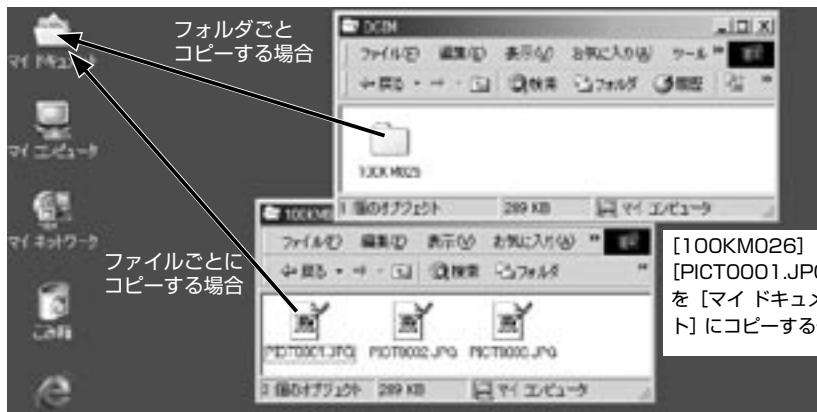 フォルダごと
コピーする場合
DCIM
ファイル(F) 編集(E) 表示(V) お気に入り(A) ツール »
戻る 検索 フォルダ 履歴 »
マイ ドキュメント
マイ コンピュータ
1 個のオブジェクト 289 KB マイ コンピュータ
マイ ネットワーク
ファイル(F) 編集(E) 表示(V) お気に入り(A) »
戻る 検索 フォルダ »
ファイルごとに
コピーする場合
[100KM026]
[PICT0001.JPG
を [マイ ドキュメ
ト] にコピーする
ごみ箱
PICT0001.JPG PICT0002.JPG
個のオブジェクト 289 KB マイ コンピュータ